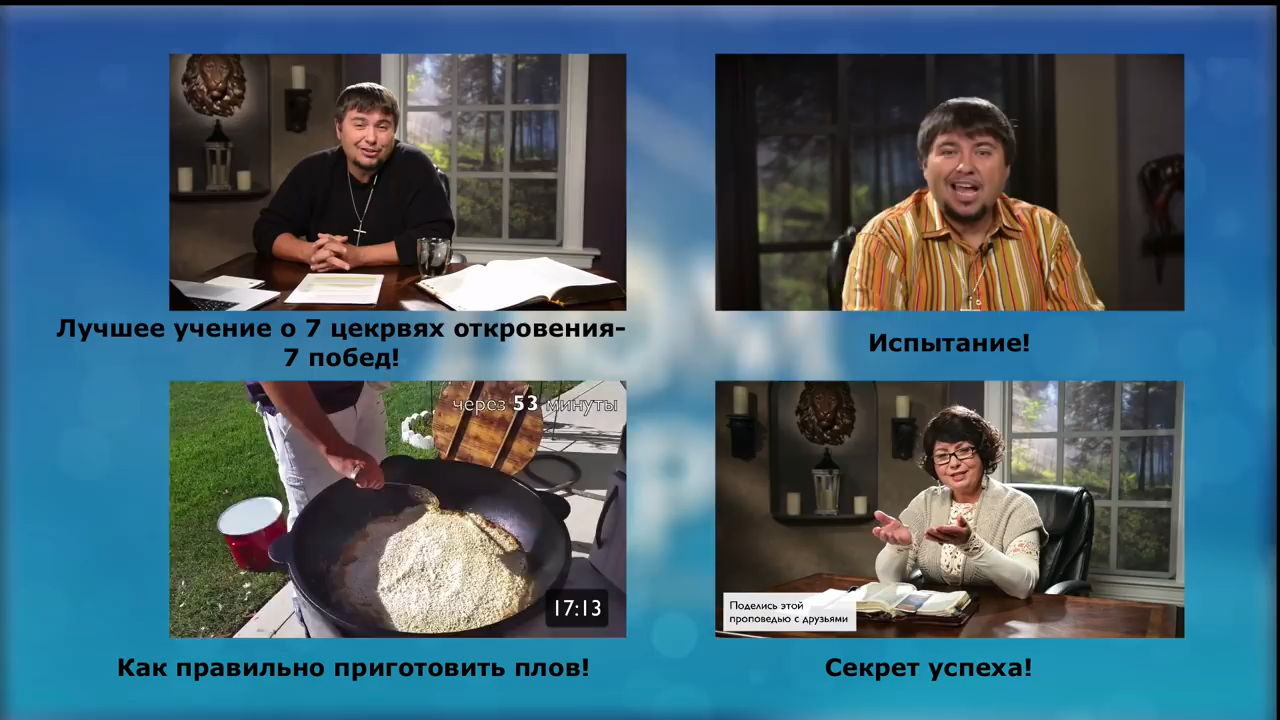 Лучшее учение о 7 цекрвях откровения-
7 побед!
Испытание!
через 53 минуты
17:13
Поделись этой
проповедью с друзьями
Как правильно приготовить плов!
Секрет успеха!